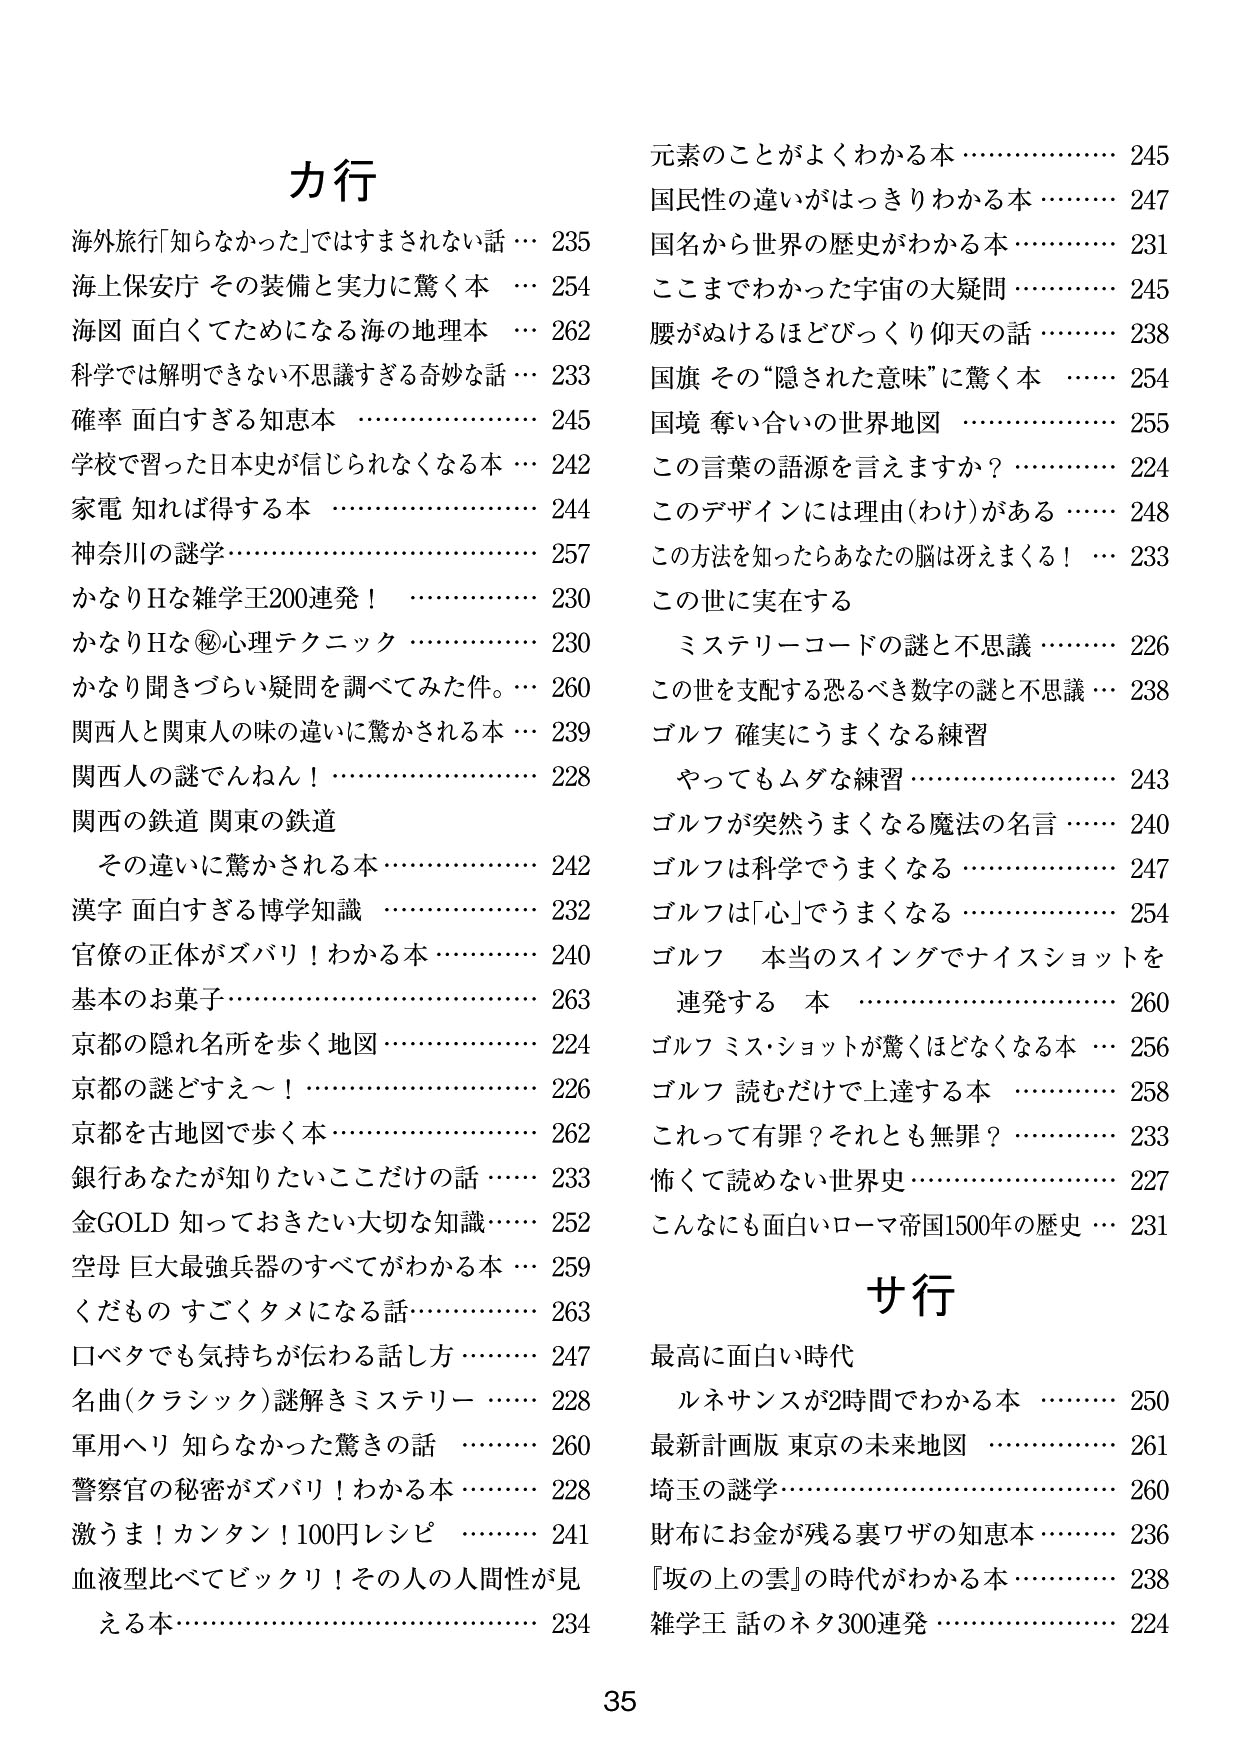 カ行
海外旅行「知らなかった」ではすまされない話 … 235
海上保安庁 その装備と実力に驚く本 … 254
海図 面白くてためになる海の地理本 … 262
科学では解明できない不思議すぎる奇妙な話 … 233
確率 面白すぎる知恵本 ………………… 245
学校で習った日本史が信じられなくなる本 … 242
家電 知れば得する本 …………………… 244
神奈川の謎学……………………………… 257
かなりHな雑学王200連発！ …………… 230
かなりHな㊙心理テクニック …………… 230
かなり聞きづらい疑問を調べてみた件。… 260
関西人と関東人の味の違いに驚かされる本 … 239
関西人の謎でんねん！…………………… 228
関西の鉄道 関東の鉄道
その違いに驚かされる本……………… 242
漢字 面白すぎる博学知識 ……………… 232
官僚の正体がズバリ！わかる本………… 240
基本のお菓子……………………………… 263
京都の隠れ名所を歩く地図……………… 224
京都の謎どすえ～！……………………… 226
京都を古地図で歩く本…………………… 262
銀行あなたが知りたいここだけの話 …… 233
金GOLD 知っておきたい大切な知識…… 252
空母 巨大最強兵器のすべてがわかる本 … 259
くだもの すごくタメになる話…………… 263
口ベタでも気持ちが伝わる話し方 ……… 247
名曲（クラシック）謎解きミステリー …… 228
軍用ヘリ 知らなかった驚きの話 ……… 260
警察官の秘密がズバリ！わかる本 ……… 228
激うま！カンタン！100円レシピ ……… 241
血液型比べてビックリ！その人の人間性が見
える本…………………………………… 234
元素のことがよくわかる本 ……………… 245
国民性の違いがはっきりわかる本 ……… 247
国名から世界の歴史がわかる本………… 231
ここまでわかった宇宙の大疑問 ………… 245
腰がぬけるほどびっくり仰天の話 ……… 238
国旗 その“隠された意味”に驚く本 …… 254
国境 奪い合いの世界地図 ……………… 255
この言葉の語源を言えますか？………… 224
このデザインには理由（わけ）がある …… 248
この方法を知ったらあなたの脳は冴えまくる！ … 233
この世に実在する
ミステリーコードの謎と不思議 ……… 226
この世を支配する恐るべき数字の謎と不思議 … 238
ゴルフ 確実にうまくなる練習
やってもムダな練習…………………… 243
ゴルフが突然うまくなる魔法の名言 …… 240
ゴルフは科学でうまくなる ……………… 247
ゴルフは「心」でうまくなる ……………… 254
ゴルフ 本当のスイングでナイスショットを
連発する 本 ………………………… 260
ゴルフ ミス・ショットが驚くほどなくなる本 … 256
ゴルフ 読むだけで上達する本 ………… 258
これって有罪？それとも無罪？………… 233
怖くて読めない世界史…………………… 227
こんなにも面白いローマ帝国1500年の歴史 … 231
サ行
最高に面白い時代
ルネサンスが2時間でわかる本 ……… 250
最新計画版 東京の未来地図 …………… 261
埼玉の謎学………………………………… 260
財布にお金が残る裏ワザの知恵本……… 236
『坂の上の雲』の時代がわかる本………… 238
雑学王 話のネタ300連発 ……………… 224
35